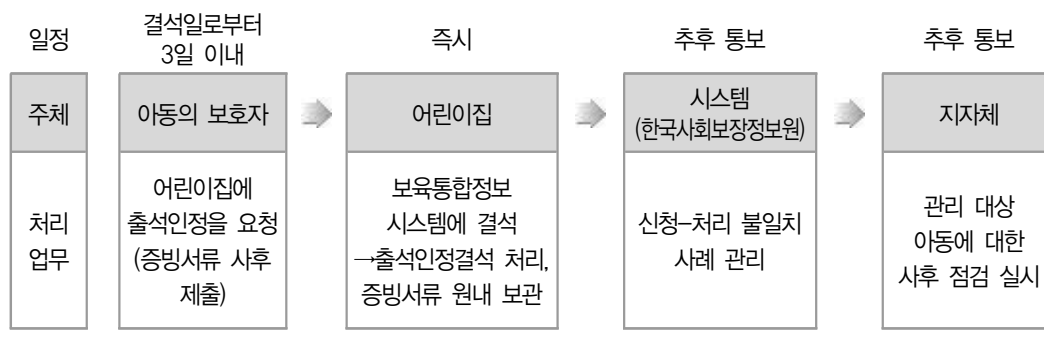 일정
결석일로부터
3일 이내
즉시
추후 통보
추후 통보
주체
아동의 보호자
어린이집
시스템
(한국사회보장정보원)
지자체
처리
업무
어린이집에
출석인정을 요청
(증빙서류 사후
제출)
보육통합정보
시스템에 결석
→출석인정결석 처리,
증빙서류 원내 보관
신청-처리 불일치
사례 관리
관리 대상
아동에 대한
사후 점검 실시